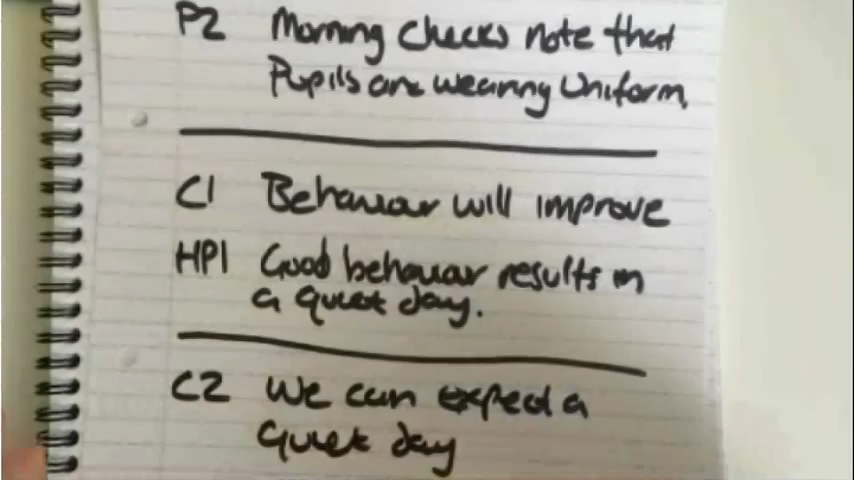 P2 Morning Checks note that
Pupils are wearing Uniform.
C1 Behaviour will improve
HP1 Good behaviour results in
a quiet day.
C2 We can expect a
quiet day